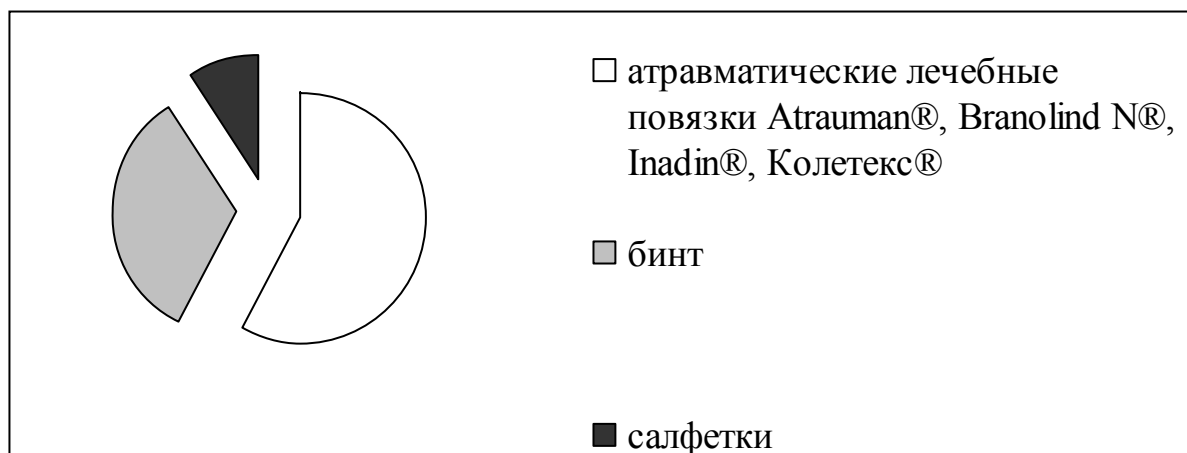 атравматические лечебные
повязки Atrauman®, Branolind N®,
Inadin®, Колетекс®
бинт
салфетки